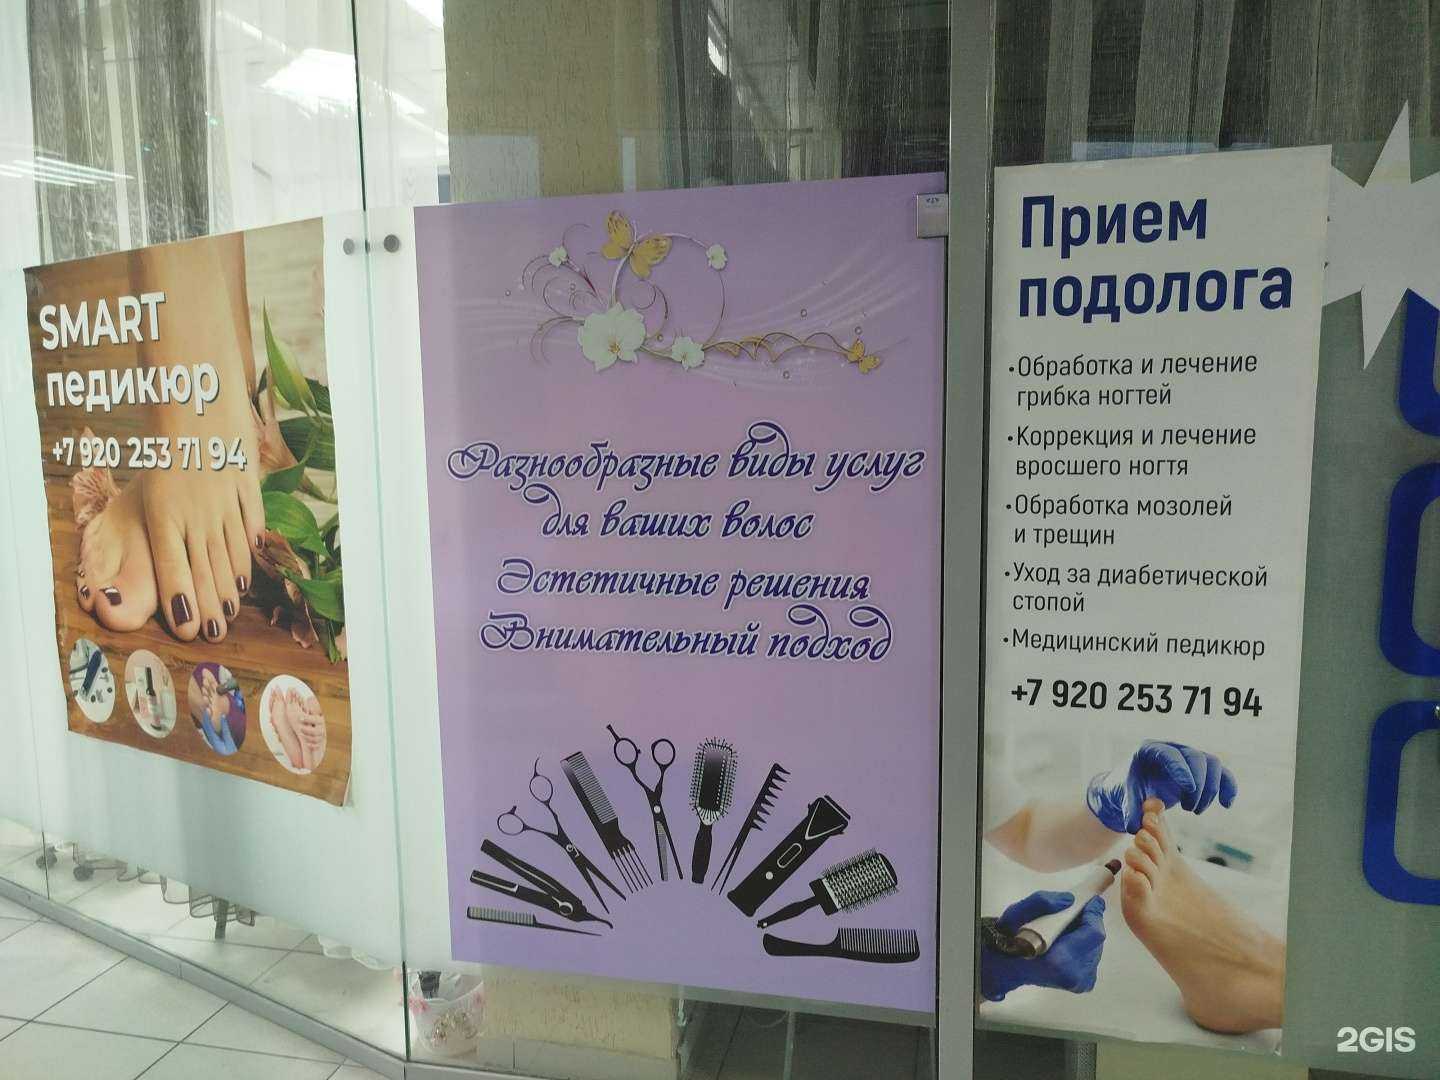 SMART
педикюр
+7 920 253 71 94
Разнообразные виды услуг
для ваших волос
Эстетичные решения
Внимательный подход
Прием
подолога
•Обработка и лечение
грибка ногтей
•Коррекция и лечение
вросшего ногтя
•Обработка мозолей
и трещин
•Уход за диабетической
стопой
•Медицинский педикюр
+7 920 253 71 94
2GIS